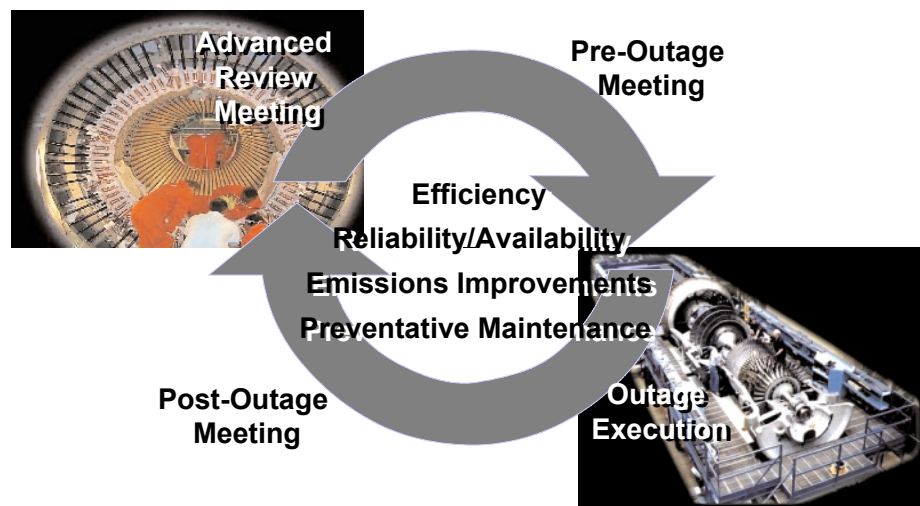 Advanced
Review
Meeting
Pre-Outage
Meeting
Efficiency
Reliability/Availability
Emissions Improvements
Preventative Maintenance
Post-Outage
Meeting
Outage
Execution